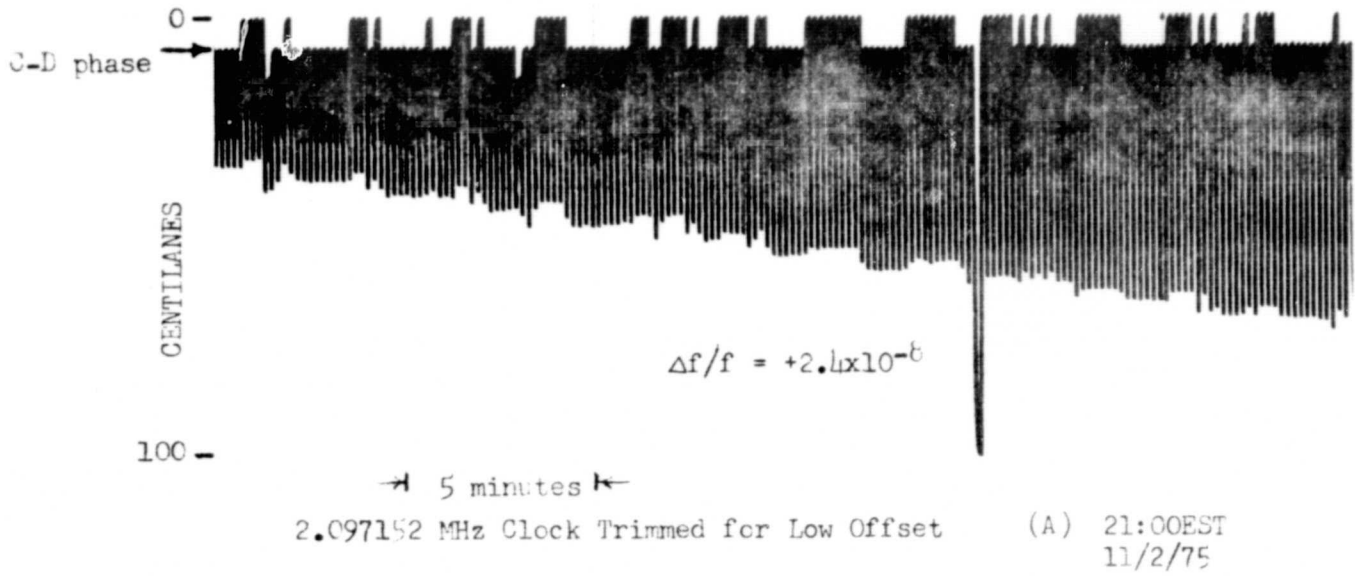 0
C-D phase
CENTILANES
Δf/f = +2.4x10⁻⁸
100
5 minutes
2.097152 MHz Clock Trimmed for Low Offset
(A) 21:00EST
11/2/75